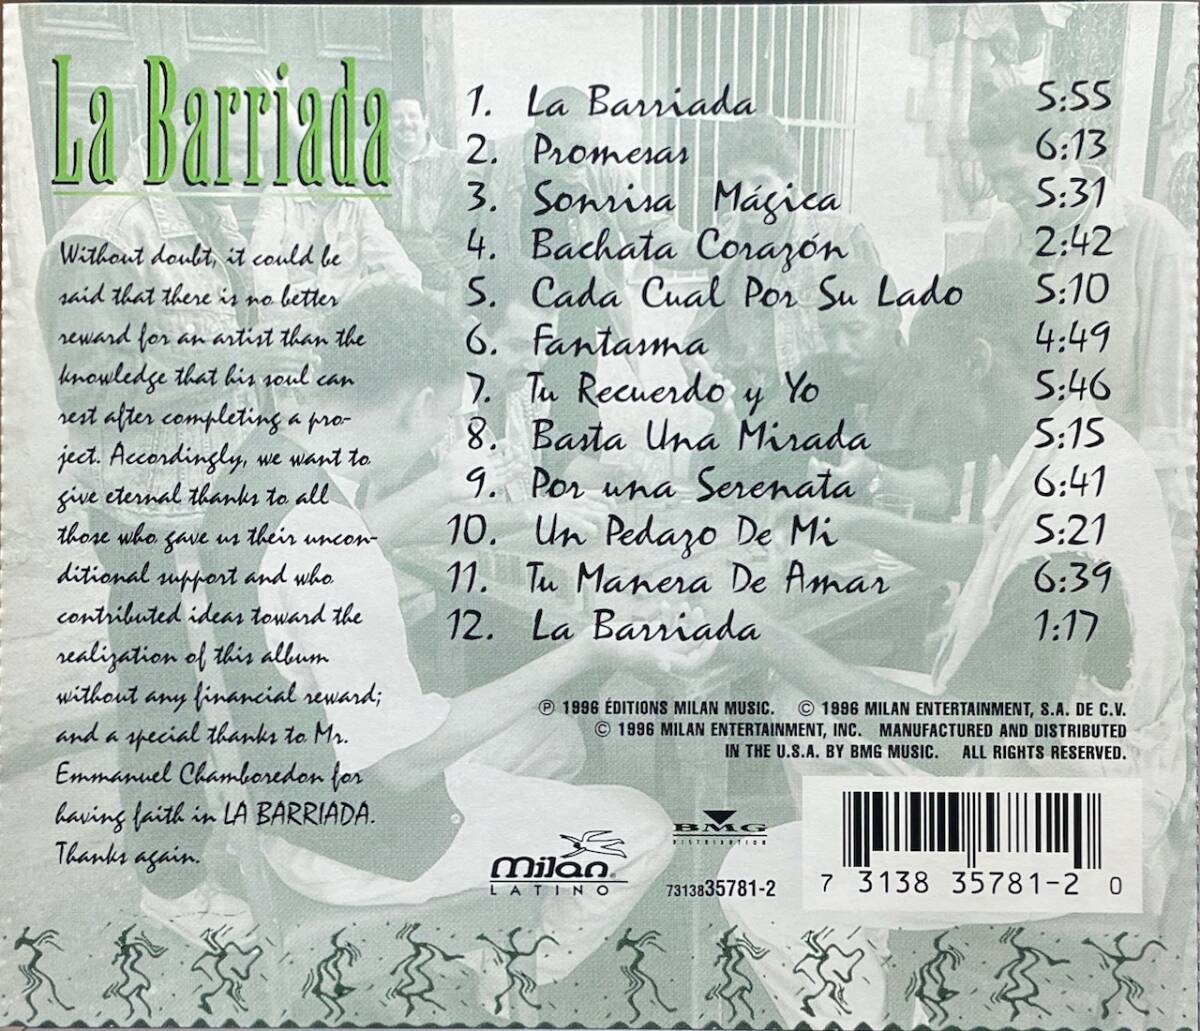 La Barriada
Without doubt, it could be
said that there is no better
reward for an artist than the
knowledge that his soul can
rest after completing a pro-
ject. Accordingly, we want to
give eternal thanks to all
those who gave us their uncon-
ditional support and who
contributed ideas toward the
realization of this album
without any financial reward;
and a special thanks to Mr.
Emmanuel Chamboredon for
having faith in LA BARRIADA.
Thanks again.
1. La Barriada 5:55
2. Promesas 6:13
3. Sonrisa Mágica 5:31
4. Bachata Corazón 2:42
5. Cada Cual Por Su Lado 5:10
6. Fantasma 4:49
7. Tu Recuerdo y Yo 5:46
8. Basta Una Mirada 5:15
9. Por una Serenata 6:41
10. Un Pedazo De Mi 5:21
11. Tu Manera De Amar 6:39
12. La Barriada 1:17
℗ 1996 ÉDITIONS MILAN MUSIC. © 1996 MILAN ENTERTAINMENT, S.A. DE C.V.
© 1996 MILAN ENTERTAINMENT, INC. MANUFACTURED AND DISTRIBUTED
IN THE U.S.A. BY BMG MUSIC. ALL RIGHTS RESERVED.
milan®
LATINO
BMG
DISTRIBUTION
7313835781-2
7 3138 35781-2 0